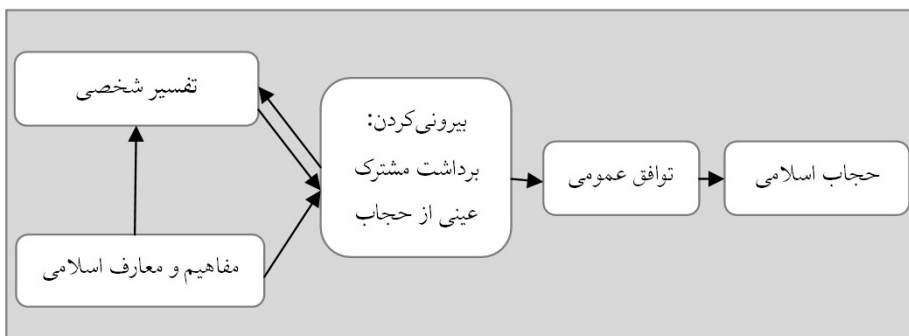 تفسیر شخصی
بیرونی‌کردن:
برداشت مشترک
عینی از حجاب
توافق عمومی
حجاب اسلامی
مفاهیم و معارف اسلامی